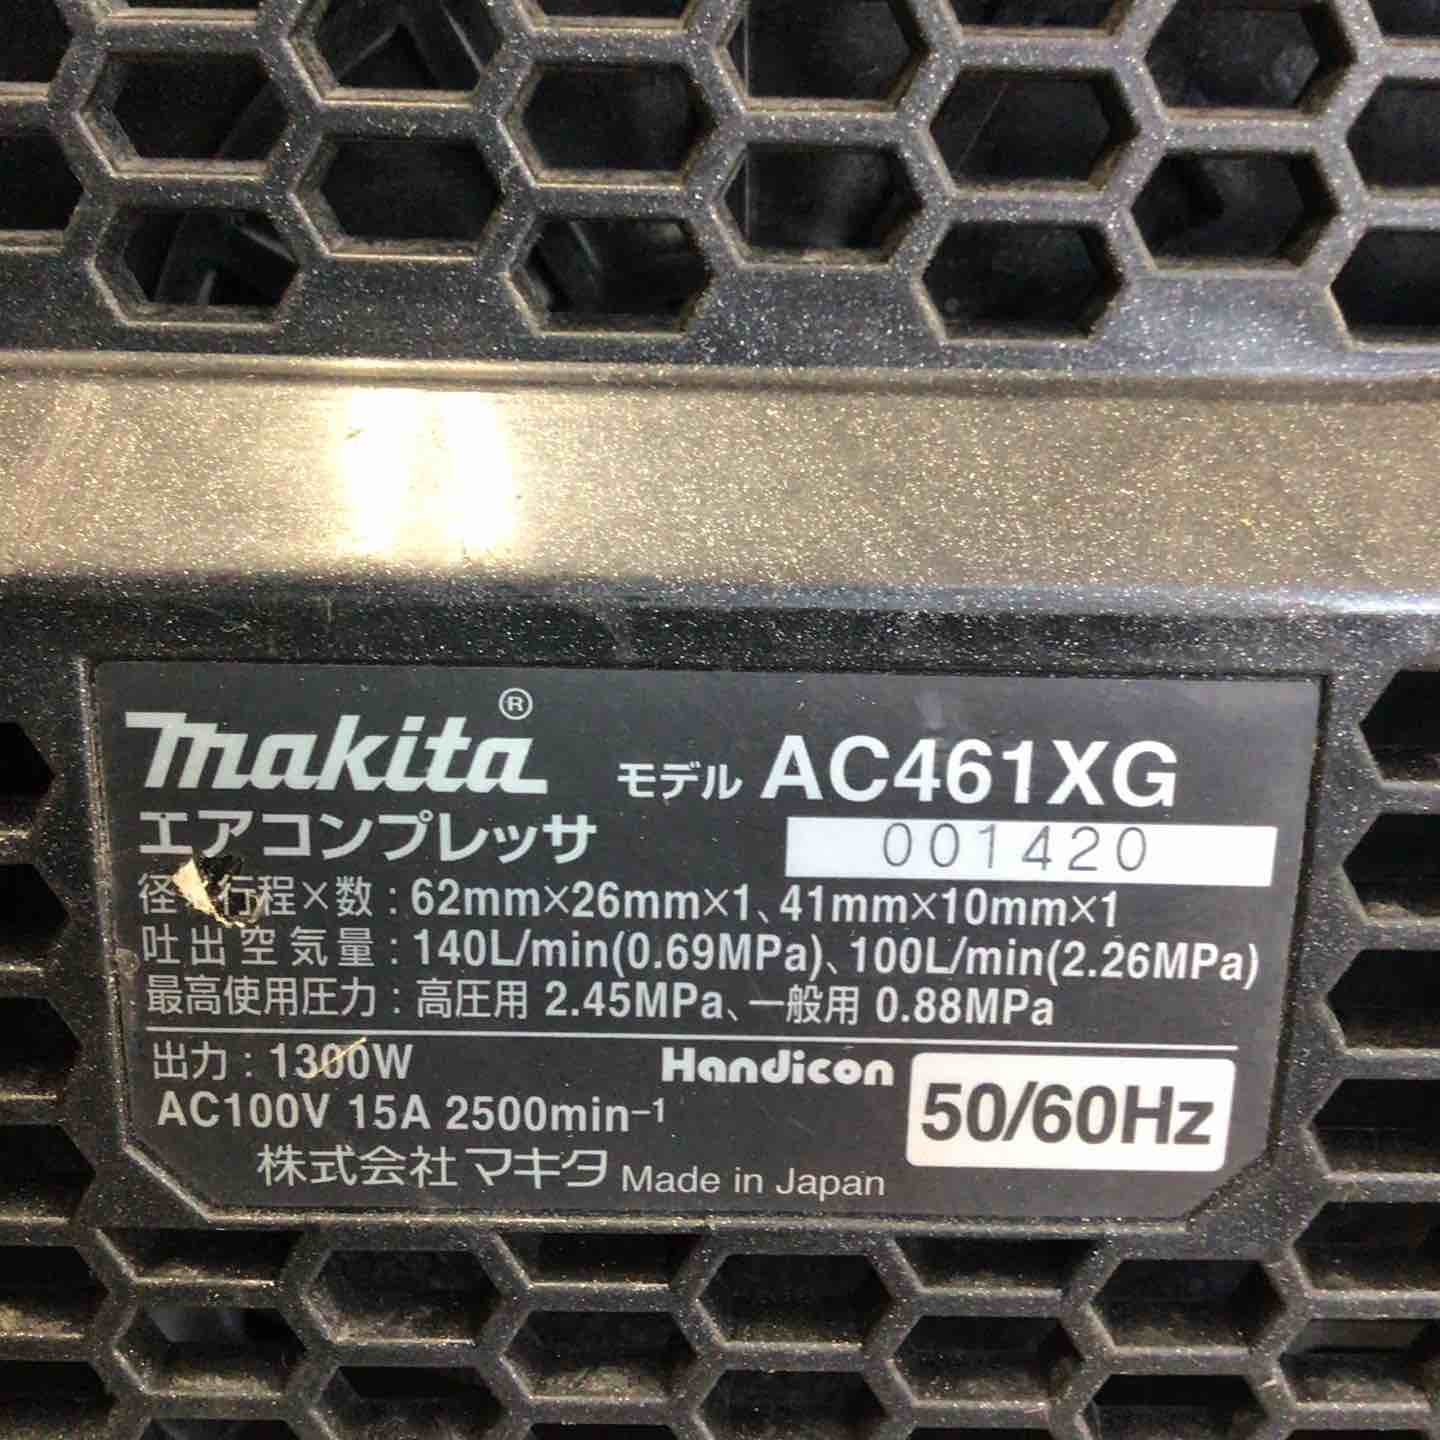 makita®
モデル AC461XG
エアコンプレッサ
001420
径 行程×数：62mm×26mm×1、41mm×10mm×1
吐出空気量：140L/min(0.69MPa)、100L/min(2.26MPa)
最高使用圧力：高圧用 2.45MPa、一般用 0.88MPa
出力：1300W
Handicon
AC100V 15A 2500min⁻¹
50/60Hz
株式会社マキタ Made in Japan